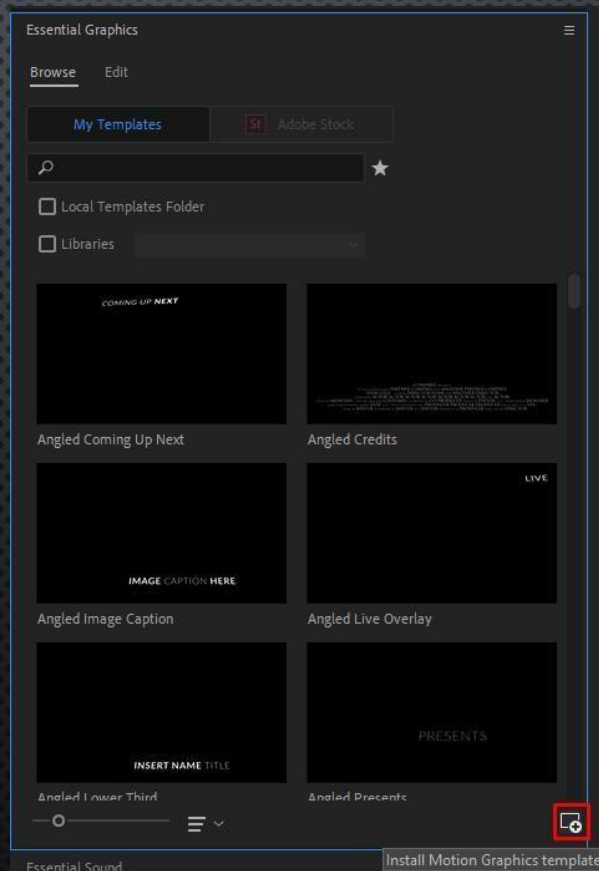 Essential Graphics
Browse Edit
My Templates St Adobe Stock
Local Templates Folder
Libraries
COMING UP NEXT
Angled Coming Up Next Angled Credits
LIVE
IMAGE CAPTION HERE
Angled Image Caption Angled Live Overlay
PRESENTS
INSERT NAME TITLE
Angled Lower Third Angled Presents
Install Motion Graphics template
Essential Sound